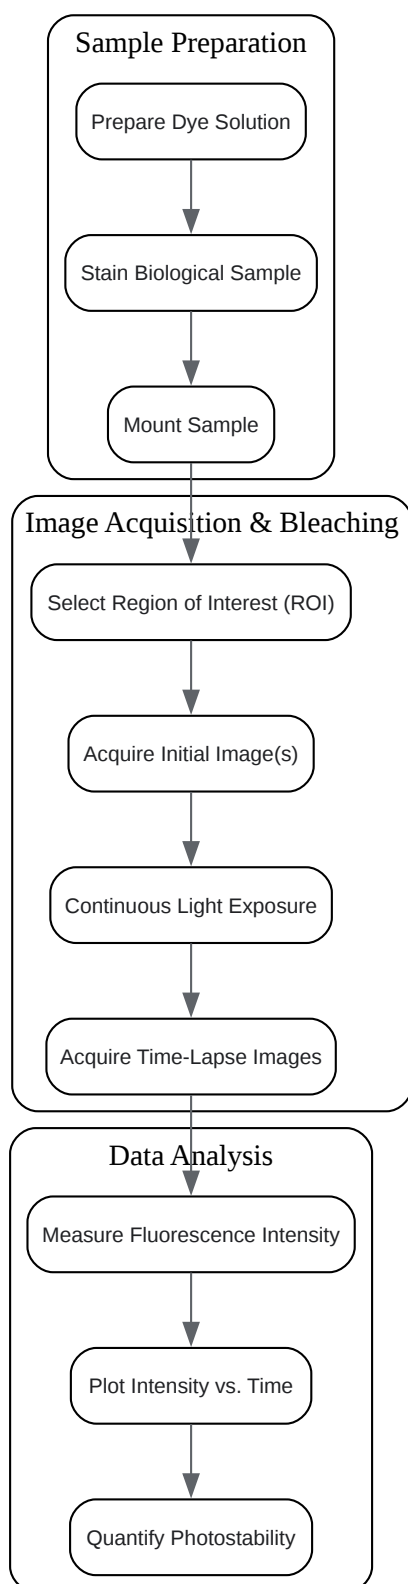 Sample Preparation
Prepare Dye Solution
Stain Biological Sample
Mount Sample
Image Acquisition & Bleaching
Select Region of Interest (ROI)
Acquire Initial Image(s)
Continuous Light Exposure
Acquire Time-Lapse Images
Data Analysis
Measure Fluorescence Intensity
Plot Intensity vs. Time
Quantify Photostability